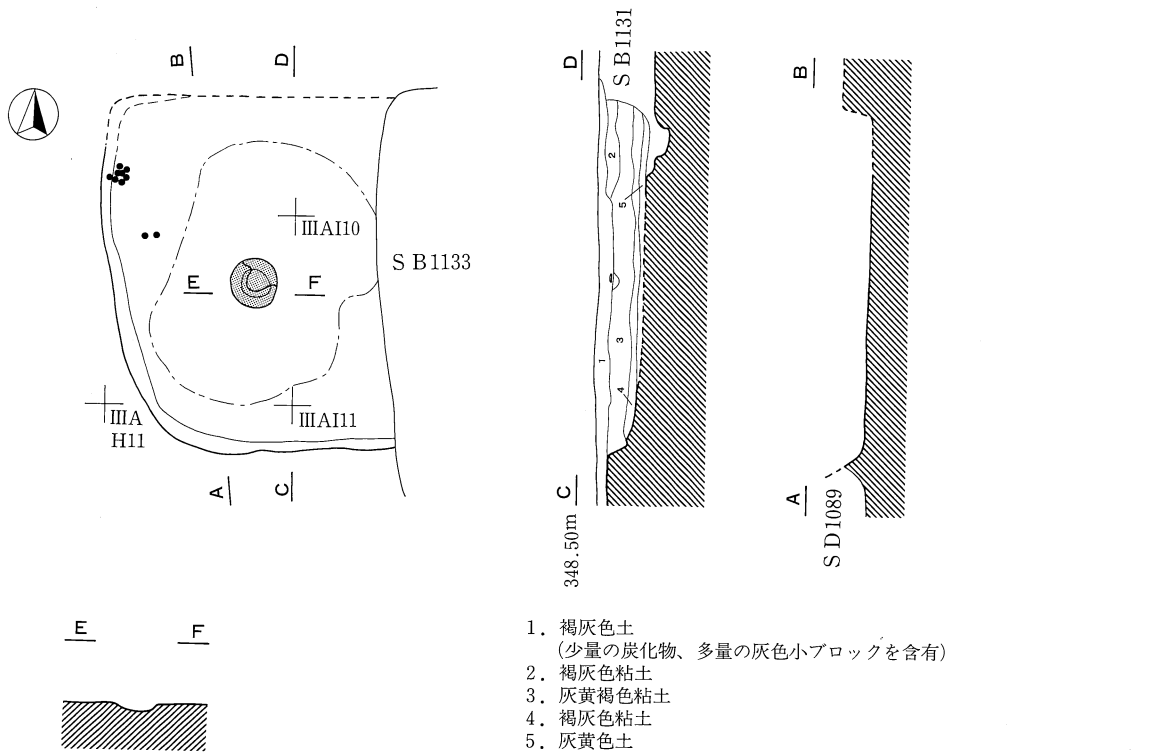 B
D
ⅢAI10
S B1133
E
F
ⅢA
H11
ⅢAI11
A
C
D
S B1131
2
5
3
1
4
C
348.50m
B
A
S D1089
E
F
1. 褐灰色土
(少量の炭化物、多量の灰色小ブロックを含有)
2. 褐灰色粘土
3. 灰黄褐色粘土
4. 褐灰色粘土
5. 灰黄色土